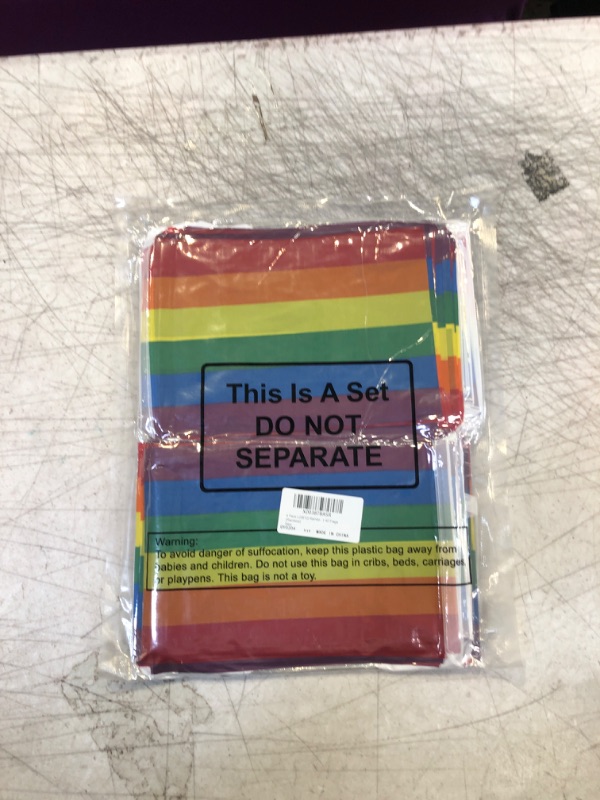 This Is A Set
DO NOT
SEPARATE
MADE IN CHINA
Warning:
To avoid danger of suffocation, keep this plastic bag away from
babies and children. Do not use this bag in cribs, beds, carriages
or playpens. This bag is not a toy.